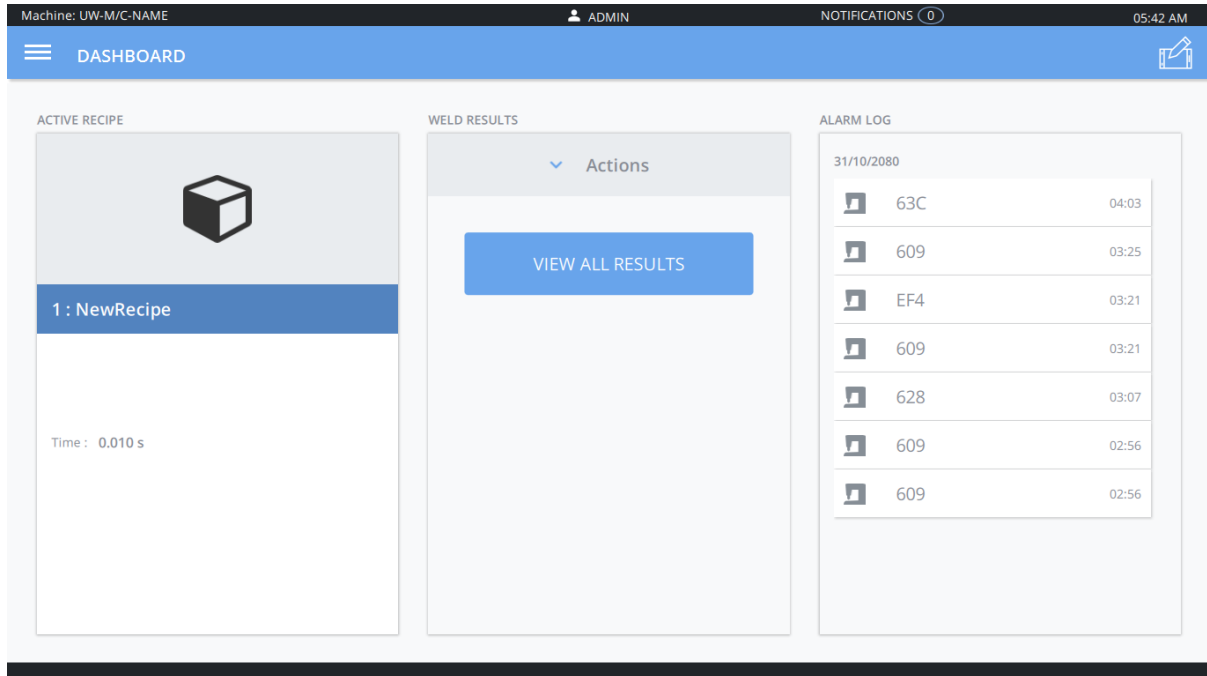 Machine: UW-M/C-NAME
ADMIN
NOTIFICATIONS 0
05:42 AM
DASHBOARD
ACTIVE RECIPE
1 : NewRecipe
Time : 0.010 s
WELD RESULTS
Actions
VIEW ALL RESULTS
ALARM LOG
31/10/2080
63C 04:03
609 03:25
EF4 03:21
609 03:21
628 03:07
609 02:56
609 02:56